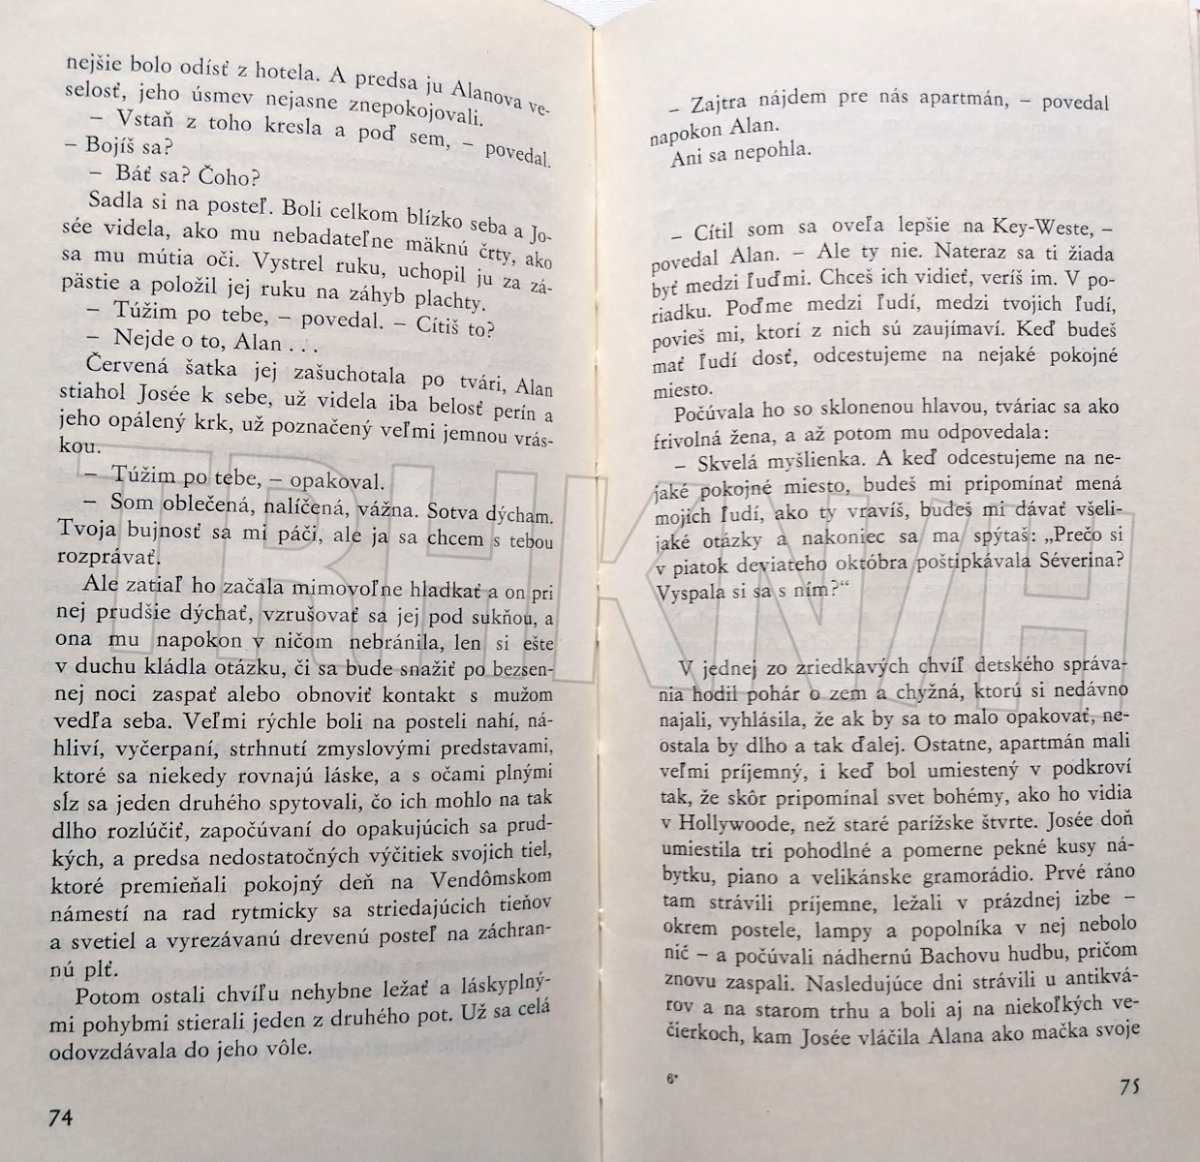 nejšie bolo odísť z hotela. A predsa ju Alanova ve-
selosť, jeho úsmev nejasne znepokojovali.
– Vstaň z toho kresla a poď sem, – povedal.
– Bojíš sa?
– Báť sa? Čoho?
Sadla si na posteľ. Boli celkom blízko seba a Jo-
sée videla, ako mu nebadateľne mäknú črty, ako
sa mu mútia oči. Vystrel ruku, uchopil ju za zá-
pästie a položil jej ruku na záhyb plachty.
– Túžim po tebe, – povedal. – Cítiš to?
– Nejde o to, Alan . . .
Červená šatka jej zašuchotala po tvári, Alan
stiahol Josée k sebe, už videla iba belosť perín a
jeho opálený krk, už poznačený veľmi jemnou vrás-
kou.
– Túžim po tebe, – opakoval.
– Som oblečená, nalíčená, vážna. Sotva dýcham.
Tvoja bujnosť sa mi páči, ale ja sa chcem s tebou
rozprávať.
Ale zatiaľ ho začala mimovoľne hladkať a on pri
nej prudšie dýchať, vzrušovať sa jej pod sukňou, a
ona mu napokon v ničom nebránila, len si ešte
v duchu kládla otázku, či sa bude snažiť po bezsen-
nej noci zaspať alebo obnoviť kontakt s mužom
vedľa seba. Veľmi rýchle boli na posteli nahí, ná-
hliví, vyčerpaní, strhnutí zmyslovými predstavami,
ktoré sa niekedy rovnajú láske, a s očami plnými
sĺz sa jeden druhého spytovali, čo ich mohlo na tak
dlho rozlúčiť, započúvaní do opakujúcich sa prud-
kých, a predsa nedostatočných výčitiek svojich tiel,
ktoré premieňali pokojný deň na Vendômskom
námestí na rad rytmicky sa striedajúcich tieňov
a svetiel a vyrezávanú drevenú posteľ na záchran-
nú plť.
Potom ostali chvíľu nehybne ležať a láskyplný-
mi pohybmi stierali jeden z druhého pot. Už sa celá
odovzdávala do jeho vôle.
74
– Zajtra nájdem pre nás apartmán, – povedal
napokon Alan.
Ani sa nepohla.
– Cítil som sa oveľa lepšie na Key-Weste, –
povedal Alan. – Ale ty nie. Nateraz sa ti žiada
byť medzi ľuďmi. Chceš ich vidieť, veríš im. V po-
riadku. Poďme medzi ľudí, medzi tvojich ľudí,
povieš mi, ktorí z nich sú zaujímaví. Keď budeš
mať ľudí dosť, odcestujeme na nejaké pokojné
miesto.
Počúvala ho so sklonenou hlavou, tváriac sa ako
frivolná žena, a až potom mu odpovedala:
– Skvelá myšlienka. A keď odcestujeme na ne-
jaké pokojné miesto, budeš mi pripomínať mená
mojich ľudí, ako ty vravíš, budeš mi dávať všeli-
jaké otázky a nakoniec sa ma spýtaš: „Prečo si
v piatok deviateho októbra poštipkávala Séverina?
Vyspala si sa s ním?“
V jednej zo zriedkavých chvíľ detského správa-
nia hodil pohár o zem a chyžná, ktorú si nedávno
najali, vyhlásila, že ak by sa to malo opakovať, ne-
ostala by dlho a tak ďalej. Ostatne, apartmán mali
veľmi príjemný, i keď bol umiestený v podkroví
tak, že skôr pripomínal svet bohémy, ako ho vidia
v Hollywoode, než staré parížske štvrte. Josée doň
umiestila tri pohodlné a pomerne pekné kusy ná-
bytku, piano a velikánske gramorádio. Prvé ráno
tam strávili príjemne, ležali v prázdnej izbe –
okrem postele, lampy a popolníka v nej nebolo
nič – a počúvali nádhernú Bachovu hudbu, pričom
znovu zaspali. Nasledujúce dni strávili u antikvá-
rov a na starom trhu a boli aj na niekoľkých ve-
čierkoch, kam Josée vláčila Alana ako mačka svoje
6*
75
TRHKNÍH